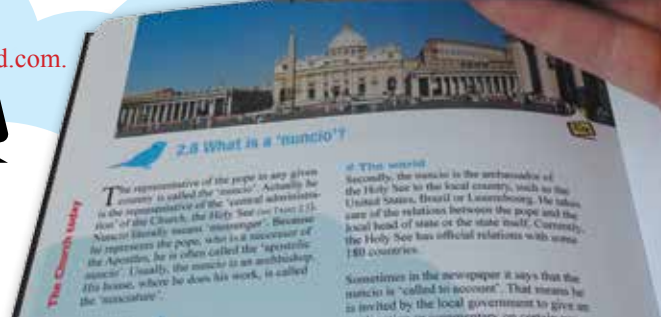 d.com.
2.8 What is a 'nuncio'?
The Church today
The representative of the pope in any given
country is called the 'nuncio'. Actually he
is the representative of the 'central administra-
tion' of the Church, the Holy See
Nuncio literally means 'messenger'. Because
he represents the pope, who is a successor of
the Apostles, he is often called the 'apostolic
nuncio'. Usually, the nuncio is an archbishop.
His house, where he does his work, is called
the 'nunciature'.
# The world
Secondly, the nuncio is the ambassador of
the Holy See to the local country, such as the
United States, Brazil or Luxembourg. He takes
care of the relations between the pope and the
local head of state or the state itself. Currently,
the Holy See has official relations with some
180 countries.
Sometimes in the newspaper it says that the
nuncio is 'called to account'. That means he
is invited by the local government to give an